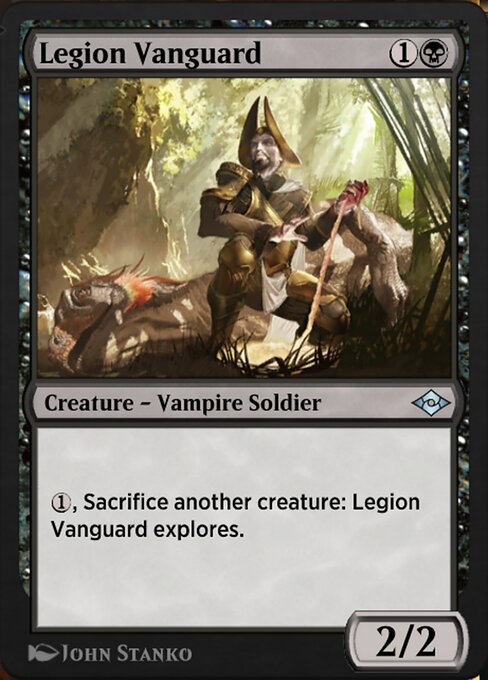 Legion Vanguard 1
Creature – Vampire Soldier
1, Sacrifice another creature: Legion
Vanguard explores.
2/2
John Stanko